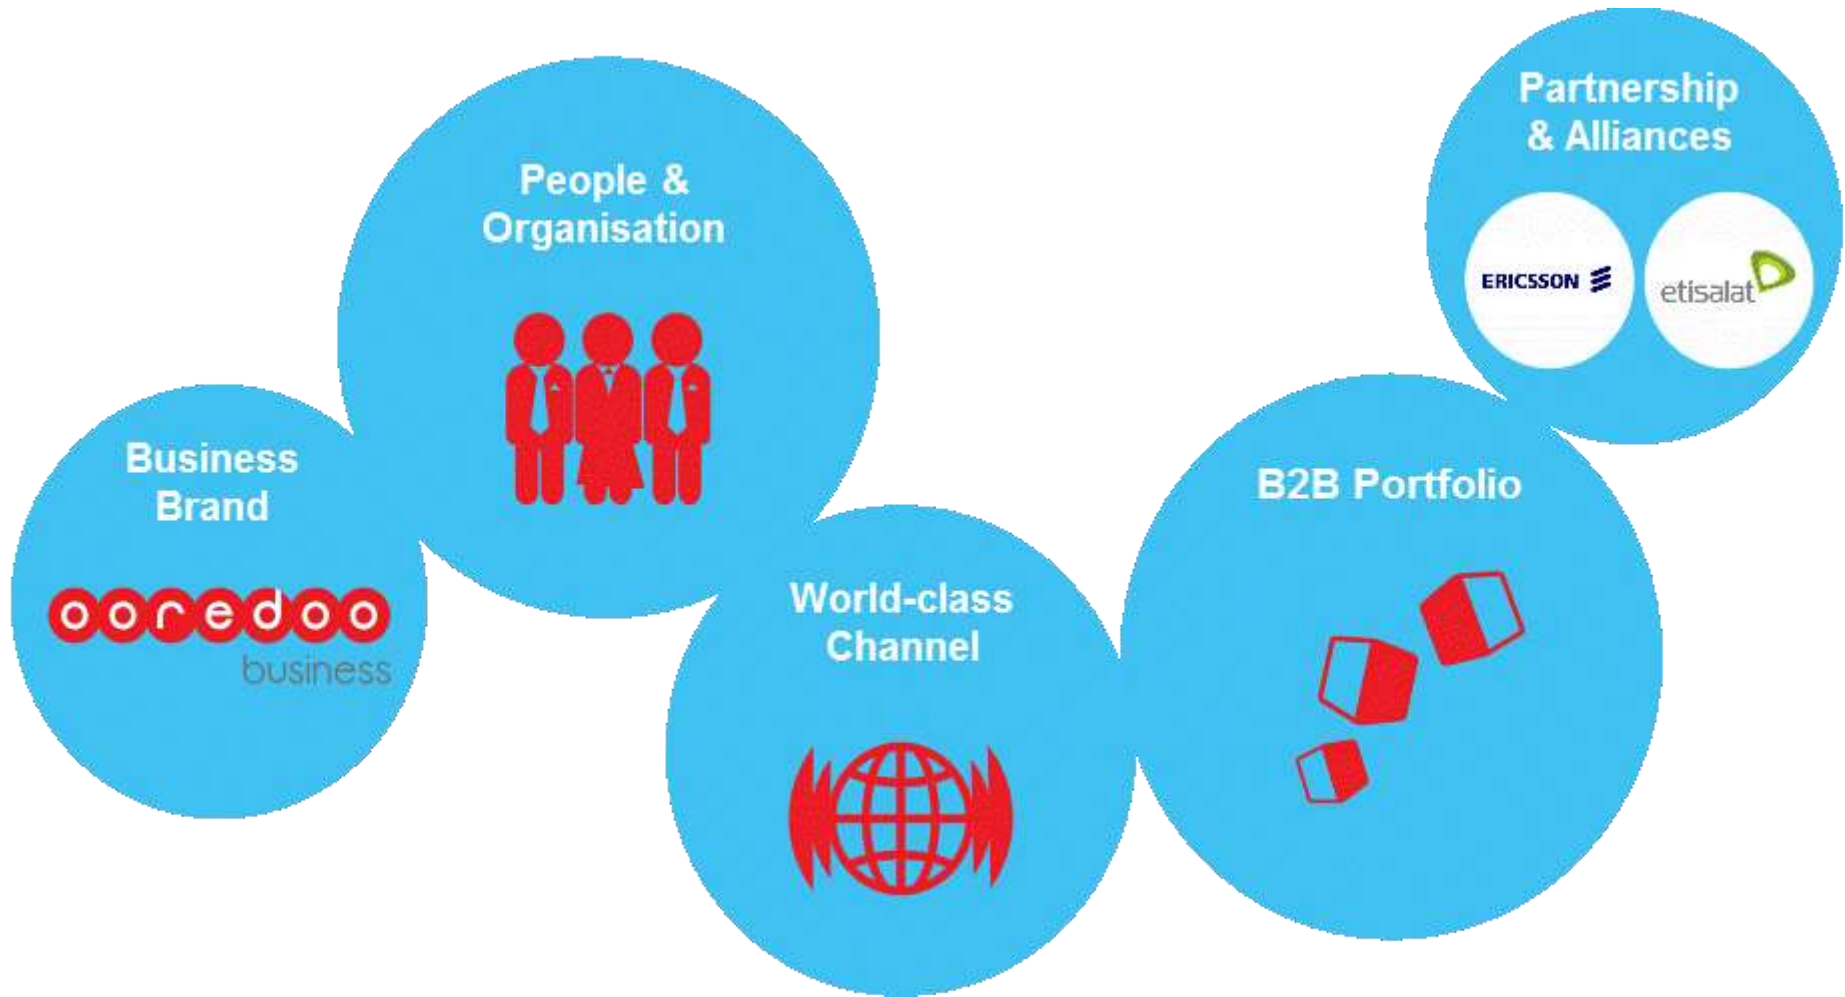 Business
Brand
ooredoo
business
People &
Organisation
World-class
Channel
B2B Portfolio
Partnership
& Alliances
ERICSSON
etisalat